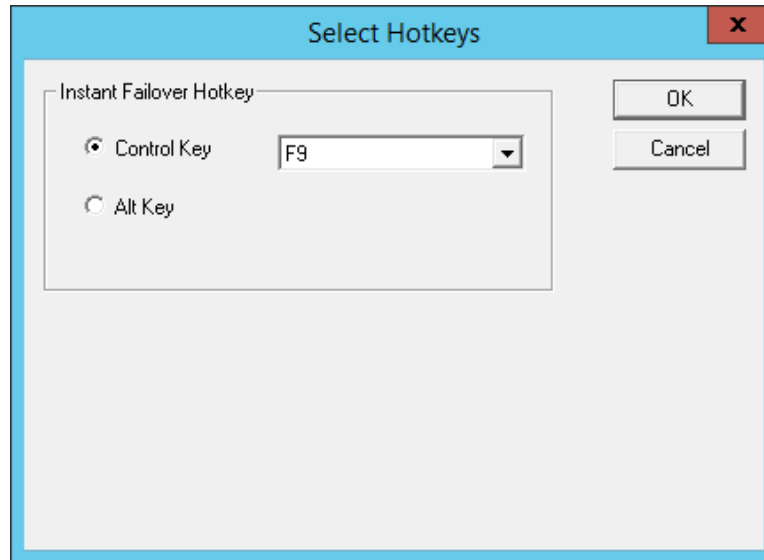 Select Hotkeys
x
Instant Failover Hotkey
Control Key
F9
Alt Key
OK
Cancel